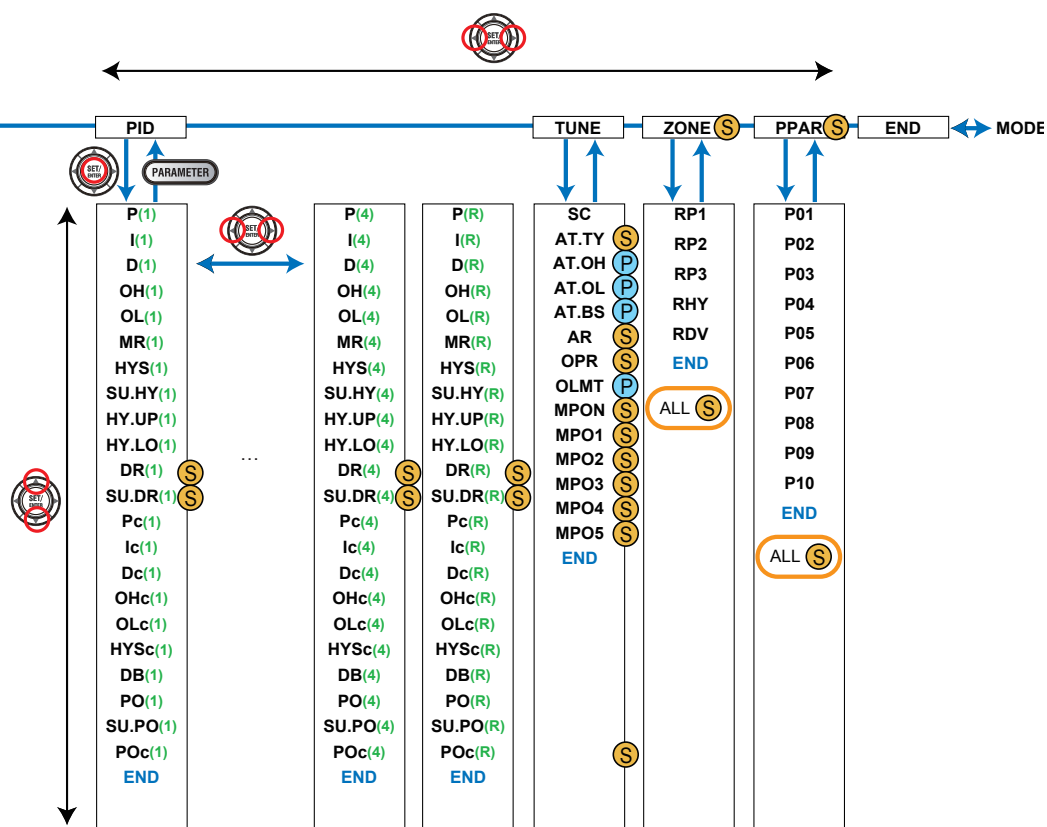 SET/
ENTER
PID
TUNE
ZONE S
PPAR S
END
MODE
SET/
ENTER
PARAMETER
SET/
ENTER
SET/
ENTER
P(1)
I(1)
D(1)
OH(1)
OL(1)
MR(1)
HYS(1)
SU.HY(1)
HY.UP(1)
HY.LO(1)
DR(1) S
SU.DR(1) S
Pc(1)
Ic(1)
Dc(1)
OHc(1)
OLc(1)
HYSc(1)
DB(1)
PO(1)
SU.PO(1)
POc(1)
END
...
P(4)
I(4)
D(4)
OH(4)
OL(4)
MR(4)
HYS(4)
SU.HY(4)
HY.UP(4)
HY.LO(4)
DR(4) S
SU.DR(4) S
Pc(4)
Ic(4)
Dc(4)
OHc(4)
OLc(4)
HYSc(4)
DB(4)
PO(4)
SU.PO(4)
POc(4)
END
P(R)
I(R)
D(R)
OH(R)
OL(R)
MR(R)
HYS(R)
SU.HY(R)
HY.UP(R)
HY.LO(R)
DR(R) S
SU.DR(R) S
Pc(R)
Ic(R)
Dc(R)
OHc(R)
OLc(R)
HYSc(R)
DB(R)
PO(R)
SU.PO(R)
POc(R)
END
SC
AT.TY S
AT.OH P
AT.OL P
AT.BS P
AR S
OPR S
OLMT P
MPON S
MPO1 S
MPO2 S
MPO3 S
MPO4 S
MPO5 S
END
S
RP1
RP2
RP3
RHY
RDV
END
ALL S
P01
P02
P03
P04
P05
P06
P07
P08
P09
P10
END
ALL S